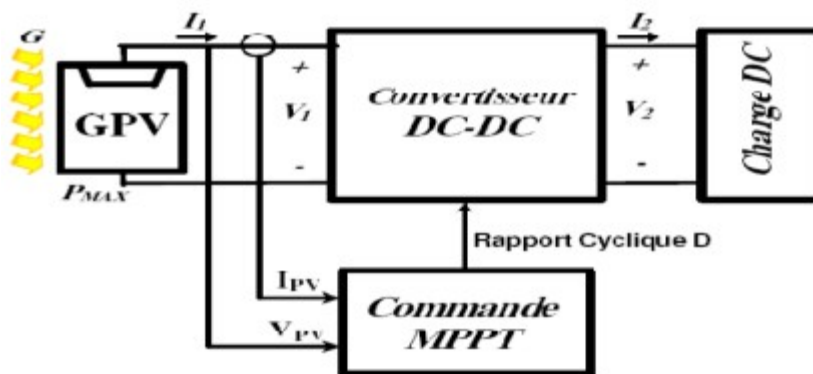 G
I1
I2
GPV
+
V1
-
Convertisseur
DC-DC
+
V2
-
Charge DC
PMAX
Rapport Cyclique D
IPV
VPV
Commande
MPPT